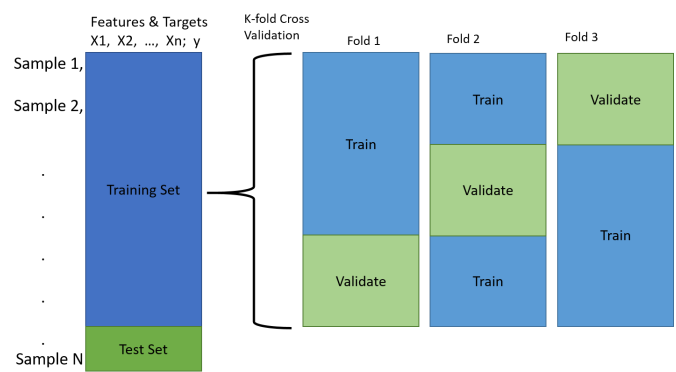 Features & Targets
X1, X2, …, Xn; y
K-fold Cross
Validation
Fold 1
Fold 2
Fold 3
Sample 1,
Sample 2,
.
.
.
.
.
Sample N
Training Set
Test Set
Train
Validate
Train
Validate
Train
Validate
Train